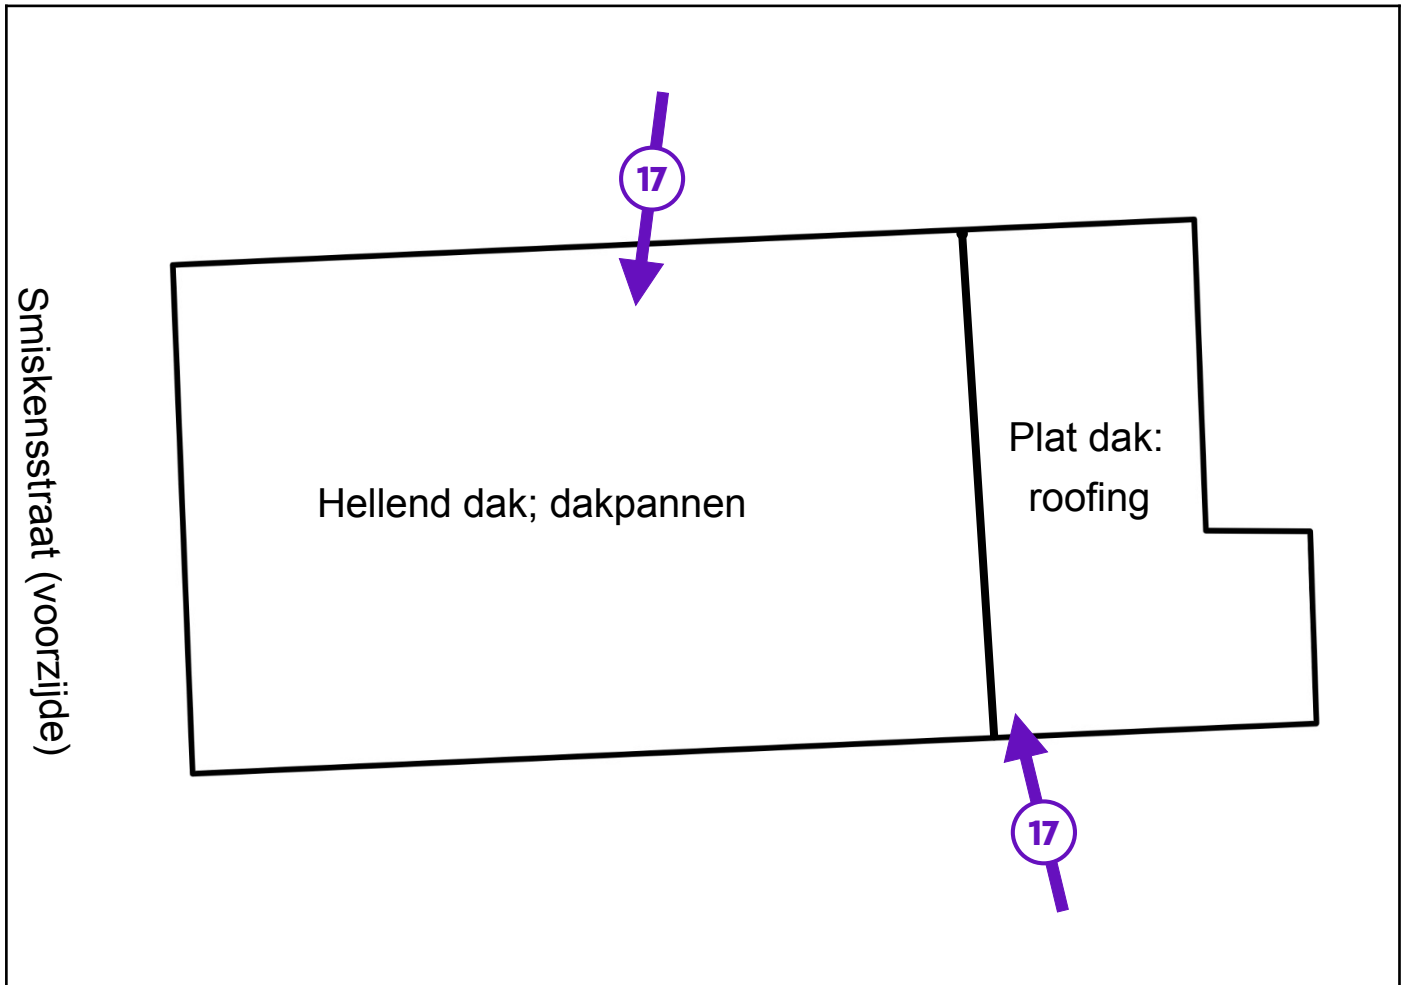 17
Smiskensstraat (voorzijde)
Hellend dak; dakpannen
Plat dak:
roofing
17